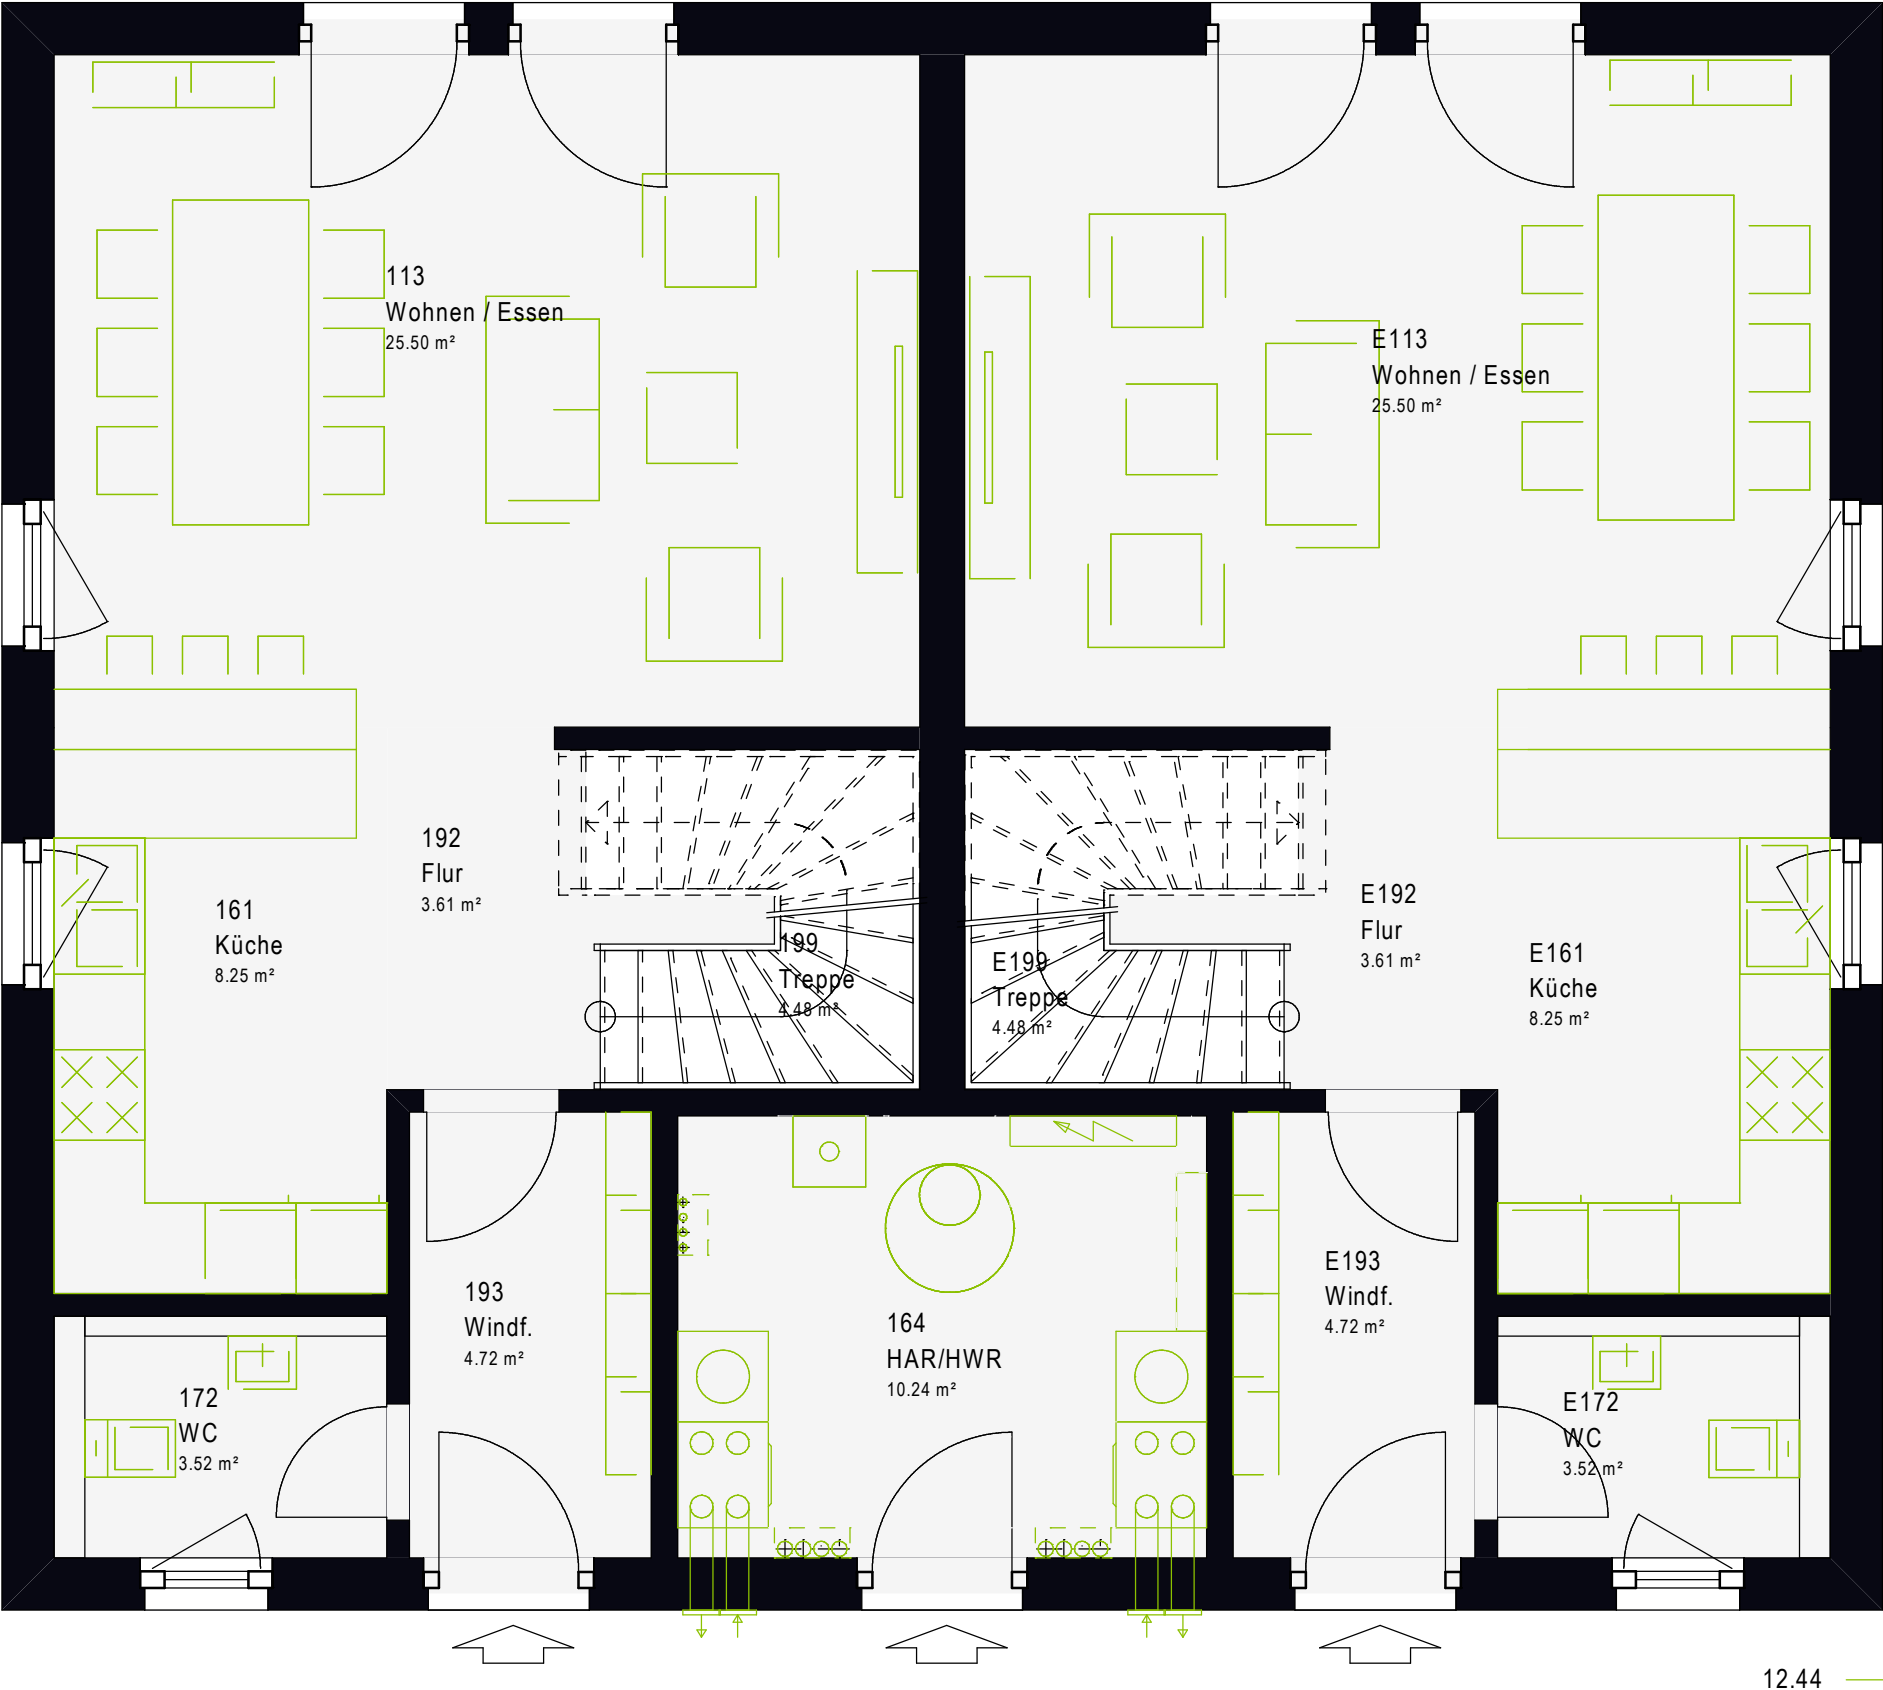 113
Wohnen / Essen
25.50 m²
E113
Wohnen / Essen
25.50 m²
192
Flur
3.61 m²
161
Küche
8.25 m²
199
Treppe
4.48 m²
E199
Treppe
4.48 m²
E192
Flur
3.61 m²
E161
Küche
8.25 m²
193
Windf.
4.72 m²
164
HAR/HWR
10.24 m²
E193
Windf.
4.72 m²
172
WC
3.52 m²
E172
WC
3.52 m²
12.44